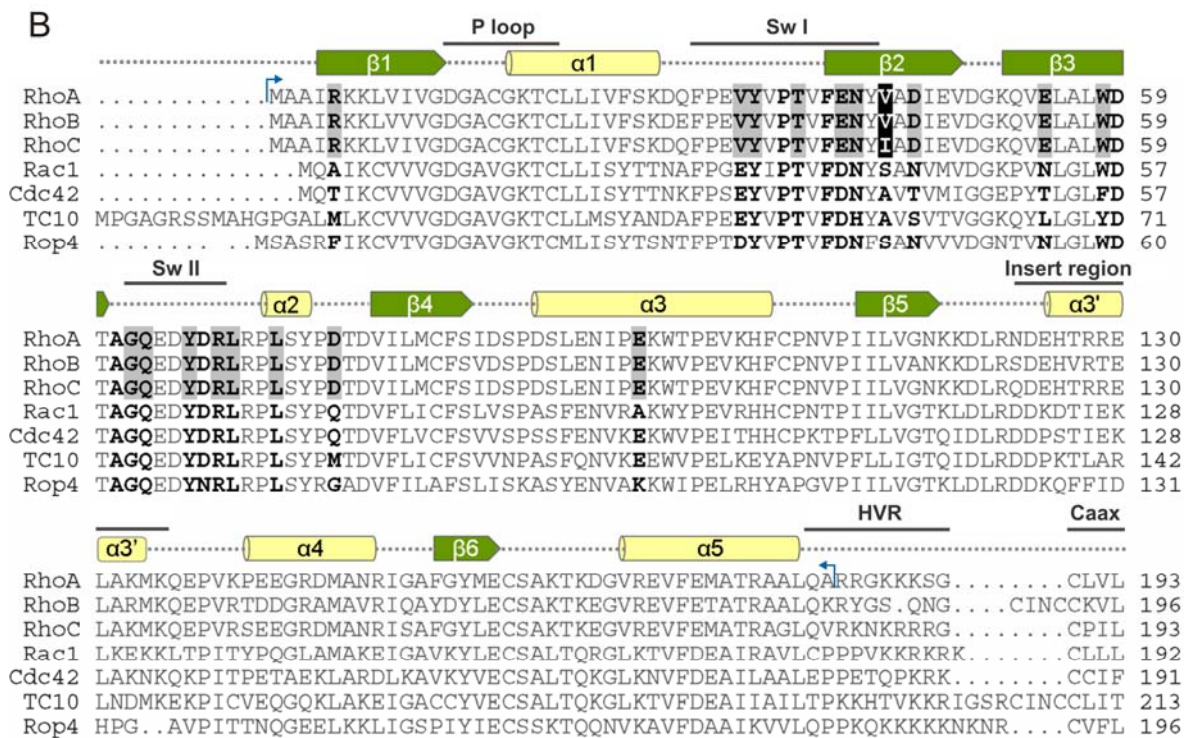 B
P loop Sw I
β1 α1 β2 β3
RhoA .............MAAIRKKLVIVGDGACGKTCLLIVFSKDQFPEVYVPTVFENYVADIEVDGKQVELALWD 59
RhoB .............MAAIRKKLVVVGDGACGKTCLLIVFSKDEFPEVYVPTVFENYVADIEVDGKQVELALWD 59
RhoC .............MAAIRKKLVIVGDGACGKTCLLIVFSKDQFPEVYVPTVFENYIADIEVDGKQVELALWD 59
Rac1 ...............MQAIKCVVVGDGAVGKTCLLISYTTNAFPGEYIPTVFDNYSANVMVDGKPVNLGLWD 57
Cdc42 ...............MQTIKCVVVGDGAVGKTCLLISYTTNKFPSEYVPTVFDNYAVTVMIGGEPYTLGLFD 57
TC10 MPGAGRSSMAHGPGALMLKCVVVGDGAVGKTCLLMSYANDAFPEEYVPTVFDHYAVSVTVGGKQYLLGLYD 71
Rop4 ............MSASRFIKCVTVGDGAVGKTCMLISYTSNTFPTDYVPTVFDNFSANVVVDGNTVNLGLWD 60
Sw II Insert region
α2 β4 α3 β5 α3'
RhoA TAGQEDYDRLRPLSYPDTDVILMCFSIDSPDSLENIPEKWTPEVKHFCPNVPIILVGNKKDLRNDEHTRRE 130
RhoB TAGQEDYDRLRPLSYPDTDVILMCFSVDSPDSLENIPEKWVPEVKHFCPNVPIILVANKKDLRSDEHVRTE 130
RhoC TAGQEDYDRLRPLSYPDTDVILMCFSIDSPDSLENIPEKWTPEVKHFCPNVPIILVGNKKDLRQDEHTRRE 130
Rac1 TAGQEDYDRLRPLSYPQTDVFLICFSLVSPASFENVRAKWYPEVRHHCPNTPIILVGTKLDLRDDKDTIEK 128
Cdc42 TAGQEDYDRLRPLSYPQTDVFLVCFSVVSPSSFENVKEKWVPEITHHCPKTPFLLVGTQIDLRDDPSTIEK 128
TC10 TAGQEDYDRLRPLSYPMTDVFLICFSVVNPASFQNVKEEWVPELKEYAPNVPFLLIGTQIDLRDDPKTLAR 142
Rop4 TAGQEDYNRLRPLSYRGADVFILAFSLISKASYENVAKKWIPELRHYAPGVPIILVGTKLDLRDDKQFFID 131
HVR Caax
α3' α4 β6 α5
RhoA LAKMKQEPVKPEEGRDMANRIGAFGYMECSAKTKDGVREVFEMATRAALQARRGKKKSG........CLVL 193
RhoB LARMKQEPVRTDDGRAMAVRIQAYDYLECSAKTKEGVREVFETATRAALQKRYGS.QNG....CINCCKVL 196
RhoC LAKMKQEPVRSEEGRDMANRISAFGYLECSAKTKEGVREVFEMATRAGLQVRKNKRRRG........CPIL 193
Rac1 LKEKKLTPITYPQGLAMAKEIGAVKYLECSALTQRGLKTVFDEAIRAVLCPPPVKKRKRK.......CLLL 192
Cdc42 LAKNKQKPITPETAEKLARDLKAVKYVECSALTQKGLKNVFDEAILAALEPPETQPKRK........CCIF 191
TC10 LNDMKEKPICVEQGQKLAKEIGACCYVECSALTQKGLKTVFDEAIIAILTPKKHTVKKRIGSRCINCCLIT 213
Rop4 HPG..AVPITTNQGEELKKLIGSPIYIECSSKTQQNVKAVFDAAIKVVLQPPKQKKKKKNKNR....CVFL 196